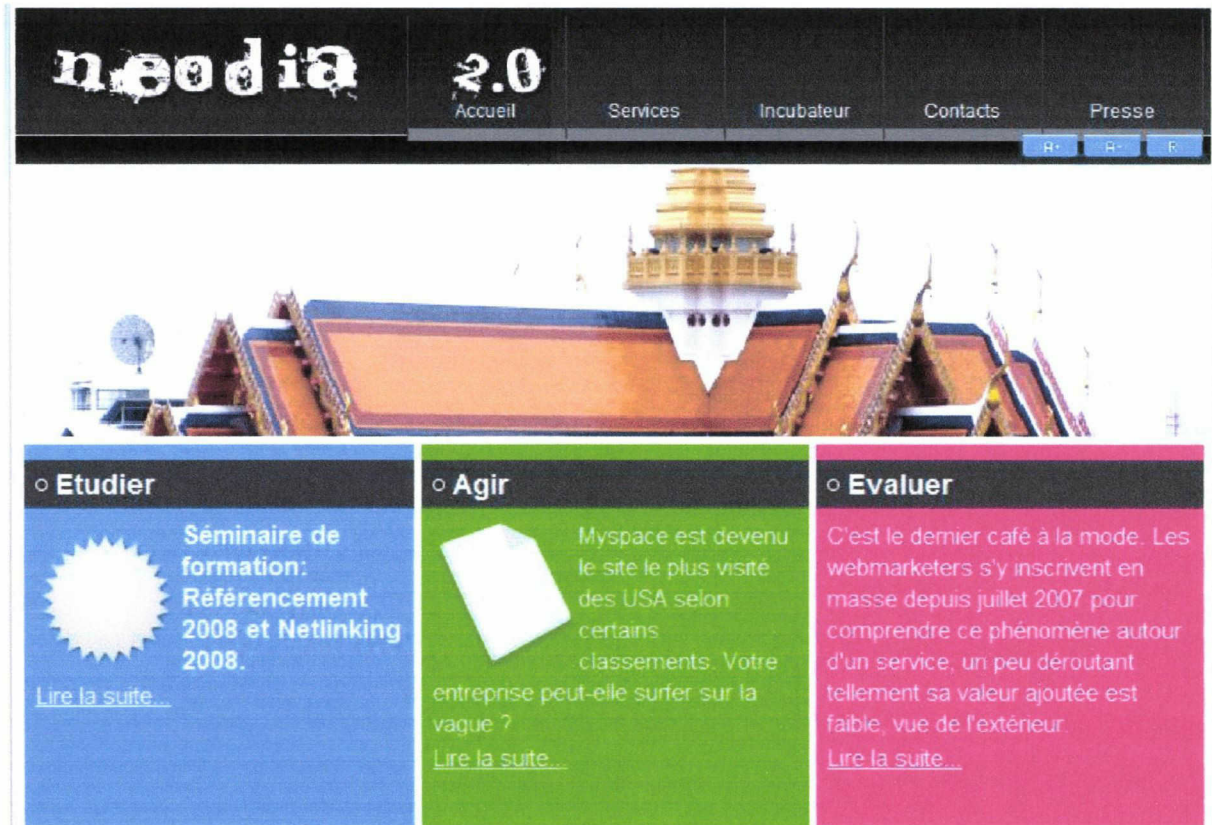 neodia 2.0
Accueil Services Incubateur Contacts Presse
Etudier
Séminaire de
formation:
Référencement
2008 et Netlinking
2008.
Lire la suite...
Agir
Myspace est devenu
le site le plus visité
des USA selon
certains
classements. Votre
entreprise peut-elle surfer sur la
vague ?
Lire la suite...
Evaluer
C'est le dernier café à la mode. Les
webmarketers s'y inscrivent en
masse depuis juillet 2007 pour
comprendre ce phénomène autour
d'un service, un peu déroutant
tellement sa valeur ajoutée est
faible, vue de l'extérieur.
Lire la suite...